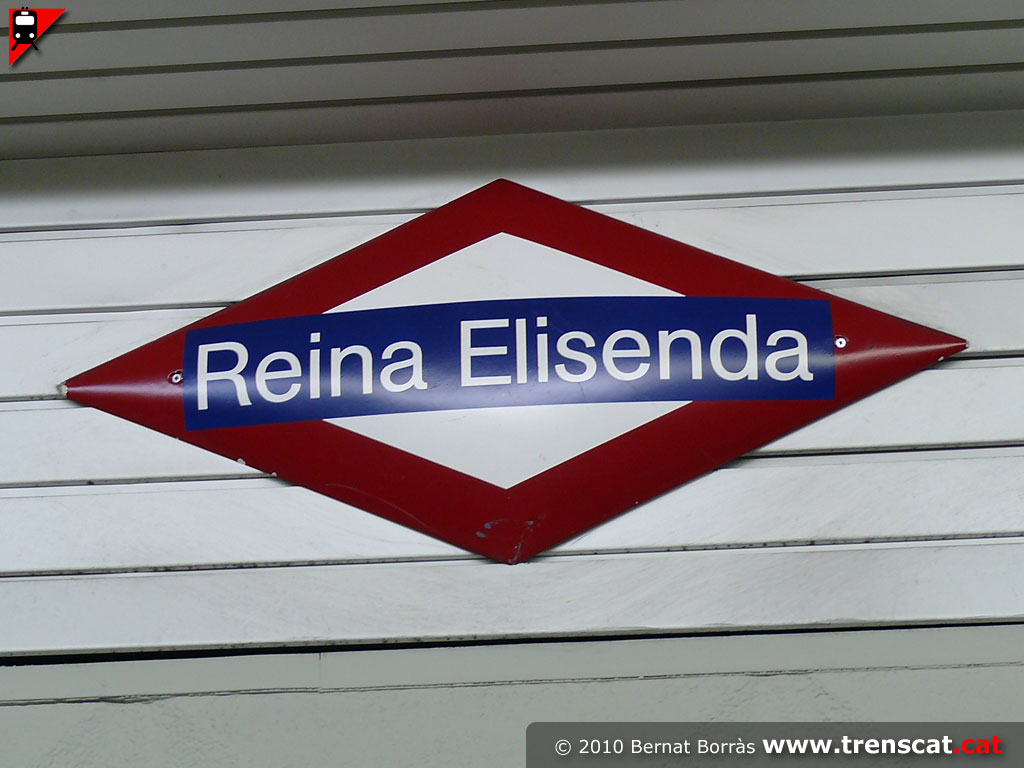 Reina Elisenda
© 2010 Bernat Borràs www.trenscat.cat